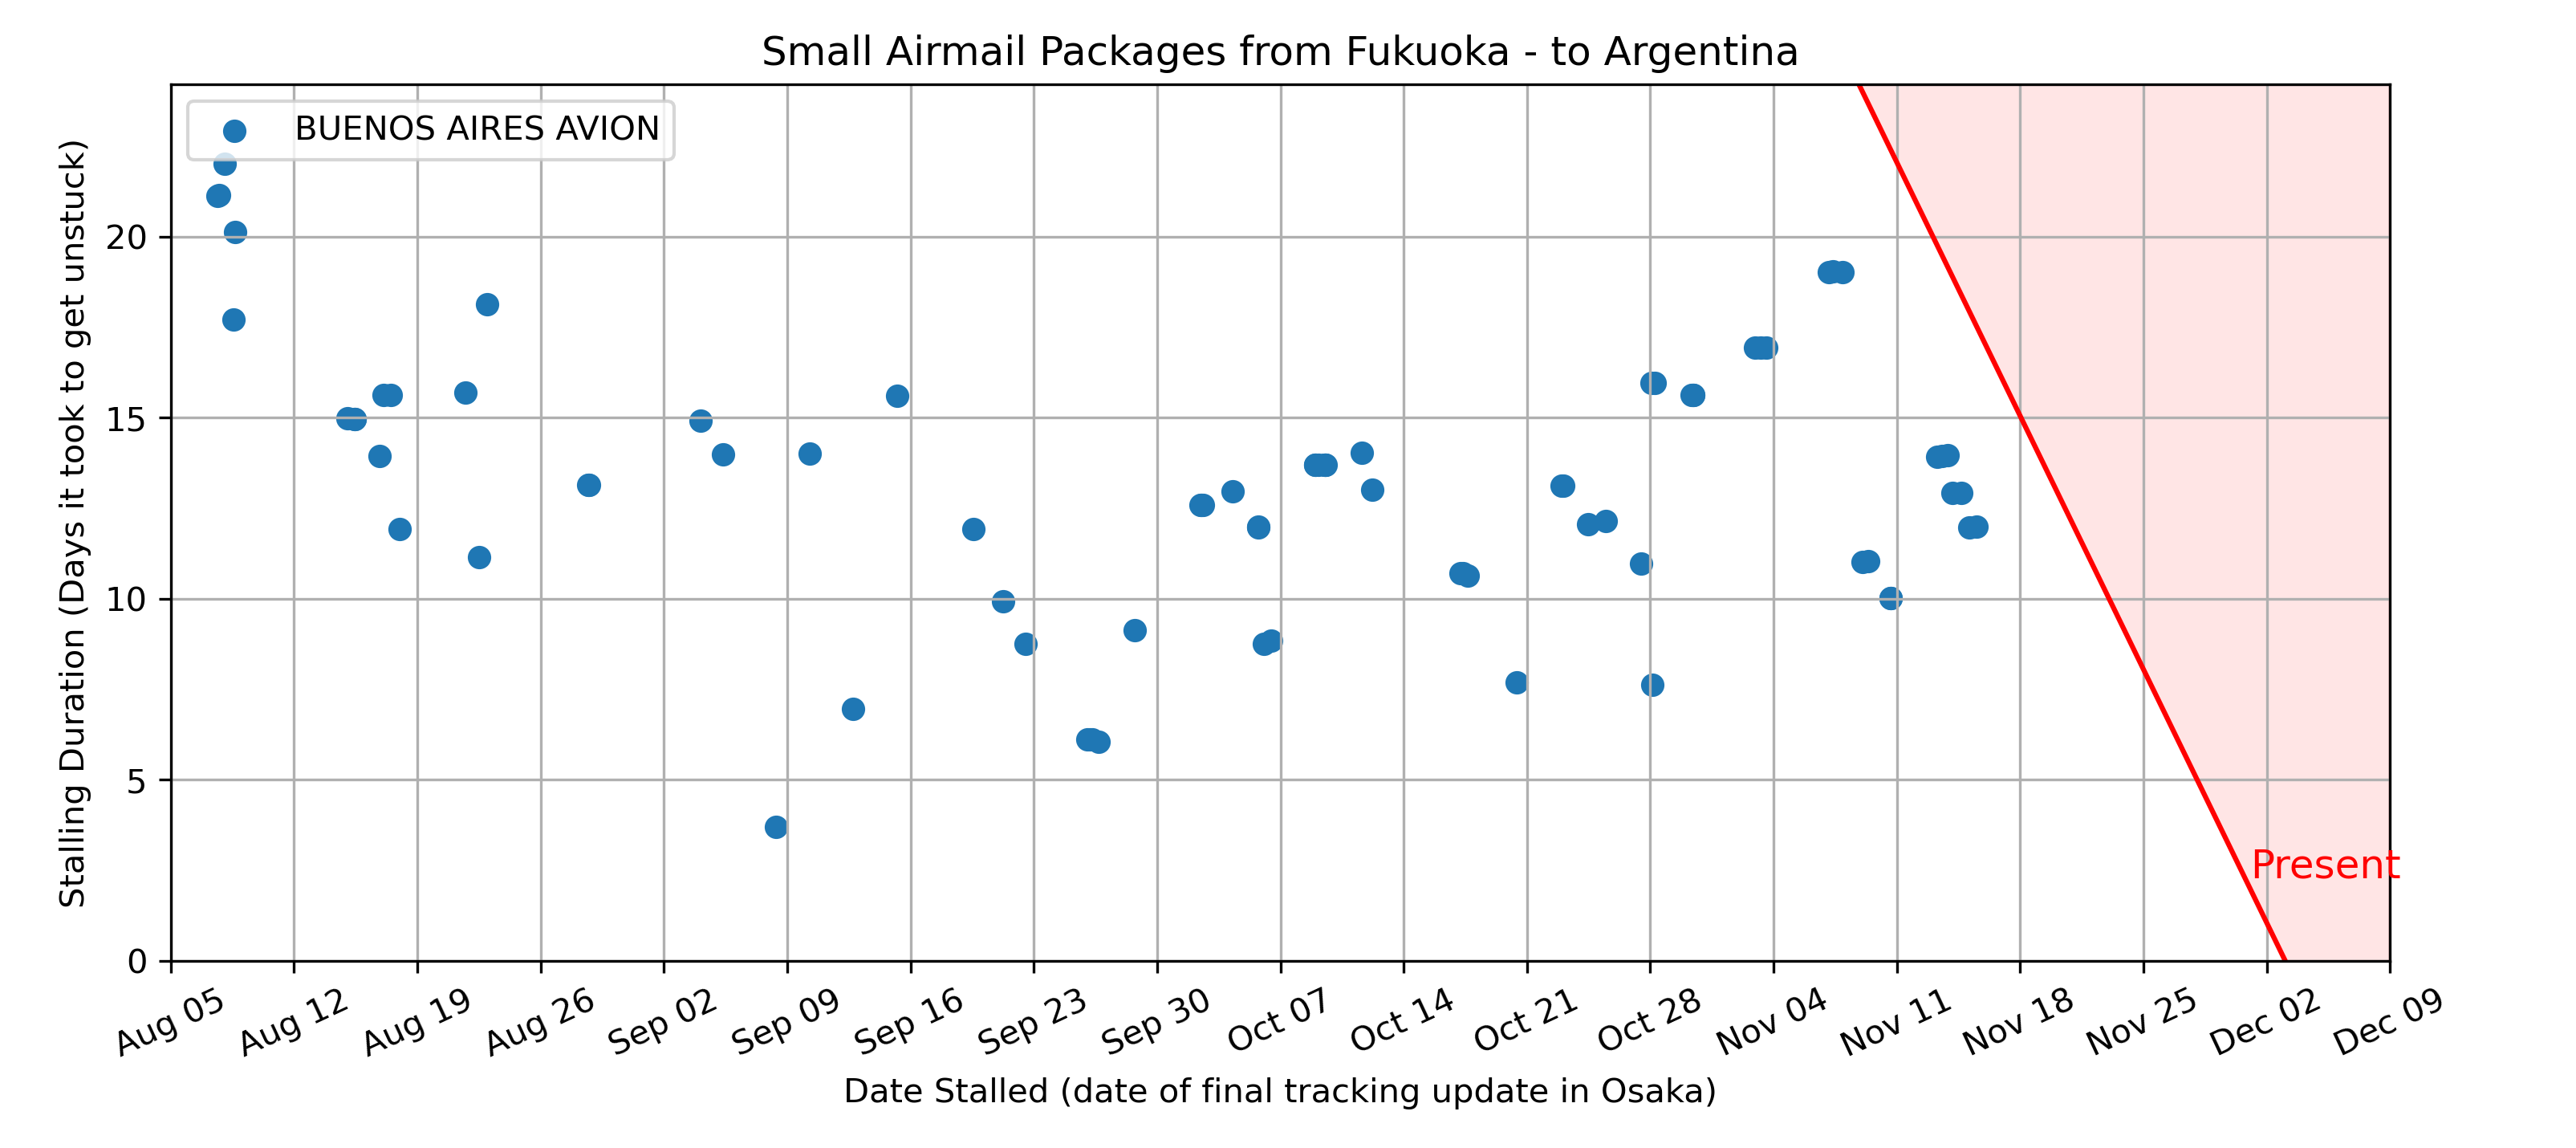 Small Airmail Packages from Fukuoka - to Argentina
BUENOS AIRES AVION
Stalling Duration (Days it took to get unstuck)
20
15
10
5
0
Present
Aug 05
Aug 12
Aug 19
Aug 26
Sep 02
Sep 09
Sep 16
Sep 23
Sep 30
Oct 07
Oct 14
Oct 21
Oct 28
Nov 04
Nov 11
Nov 18
Nov 25
Dec 02
Dec 09
Date Stalled (date of final tracking update in Osaka)